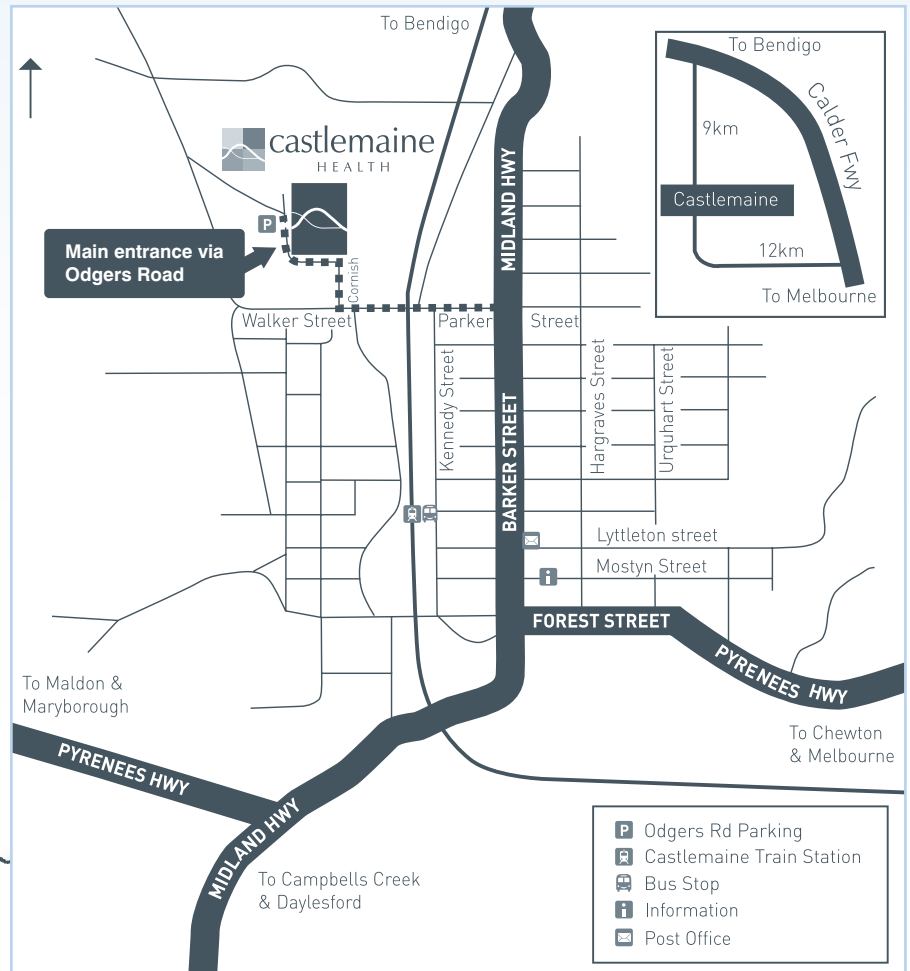 To Bendigo
To Bendigo
Calder Fwy
9km
Castlemaine
12km
To Melbourne
castlemaine
HEALTH
MIDLAND HWY
P
Main entrance via
Odgers Road
Cornish
Walker Street
Parker
Street
Kennedy Street
BARKER STREET
Hargraves Street
Urquhart Street
Lyttleton street
Mostyn Street
FOREST STREET
PYRENEES HWY
To Maldon &
Maryborough
To Chewton
& Melbourne
PYRENEES HWY
MIDLAND HWY
To Campbells Creek
& Daylesford
P Odgers Rd Parking
Castlemaine Train Station
Bus Stop
i Information
Post Office